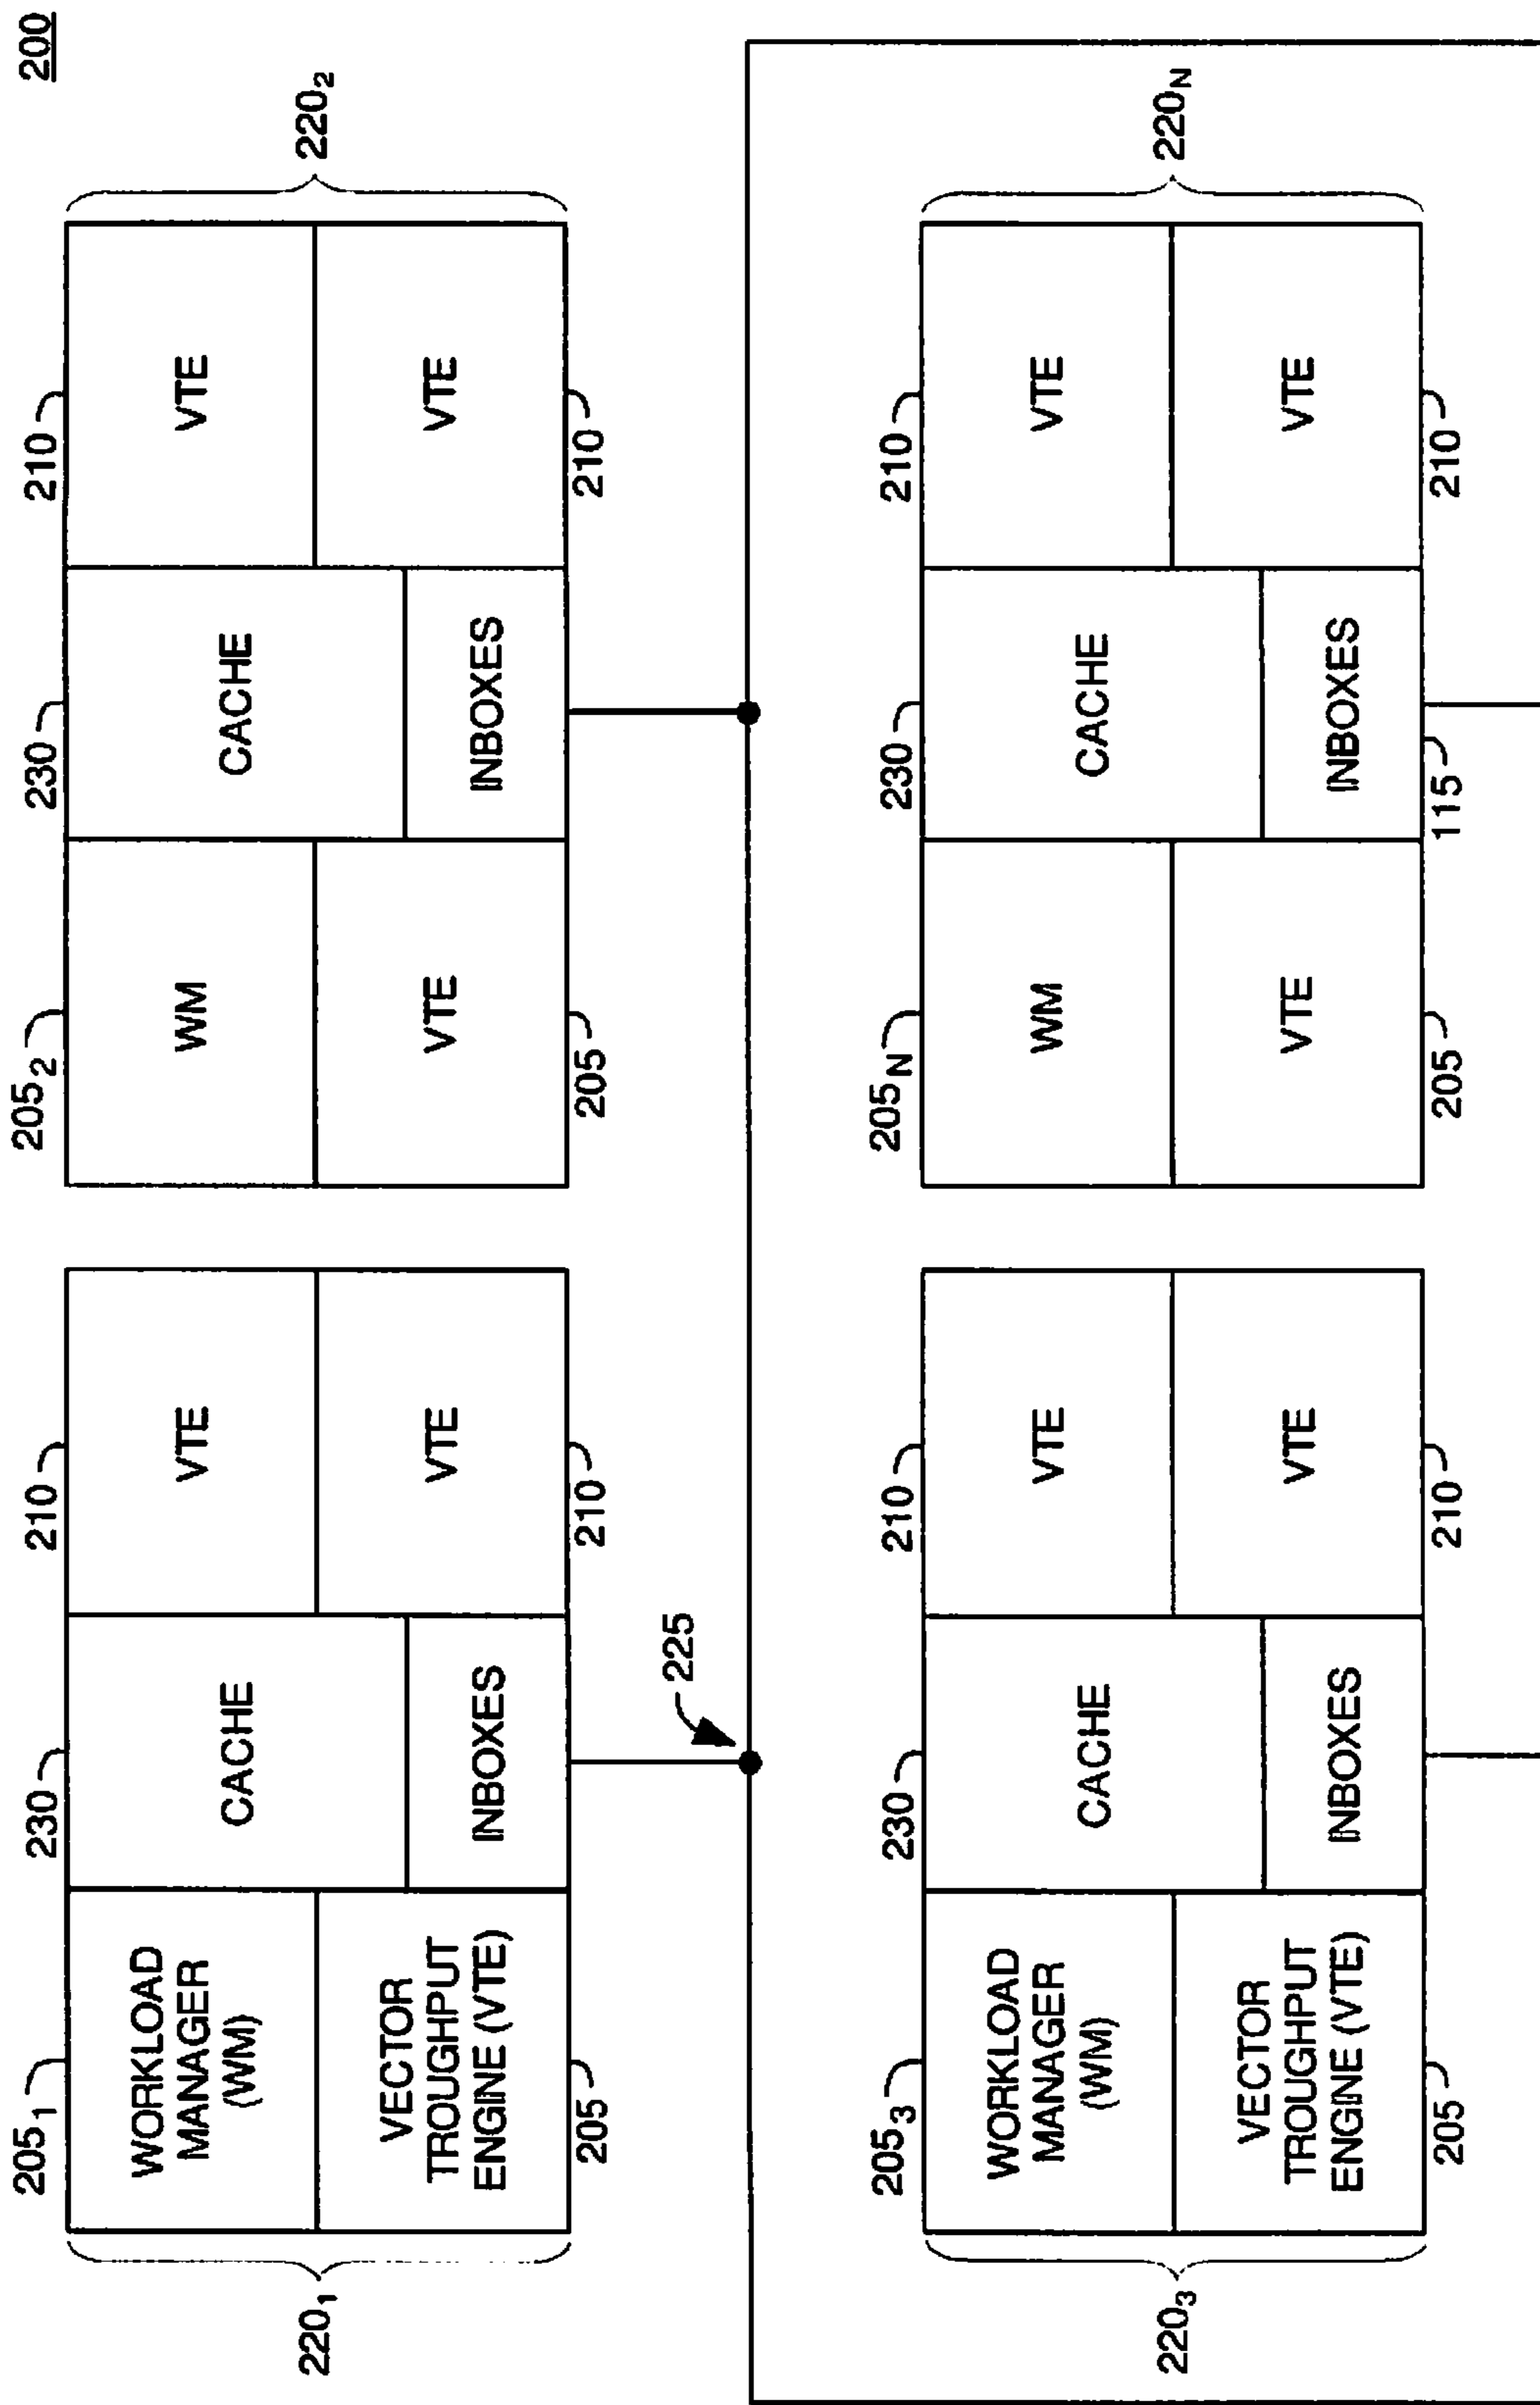 200
205₁
230
210
WORKLOAD
MANAGER
(WM)
CACHE
VTE
220₁
VECTOR
TROUGHPUT
ENGINE (VTE)
INBOXES
VTE
205
210
205₂
230
210
WM
CACHE
VTE
220₂
VTE
INBOXES
VTE
205
210
225
205₃
230
210
WORKLOAD
MANAGER
(WM)
CACHE
VTE
220₃
VECTOR
TROUGHPUT
ENGINE (VTE)
INBOXES
VTE
205
210
205N
230
210
WM
CACHE
VTE
220N
VTE
INBOXES
VTE
205
115
210